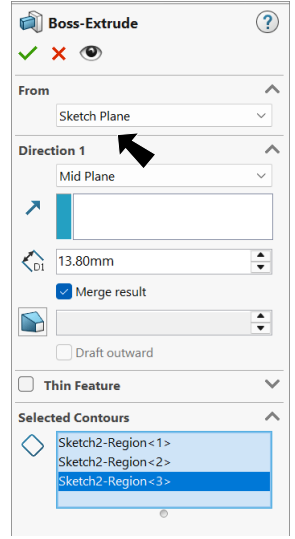 Boss-Extrude ?
From
Sketch Plane
Direction 1
Mid Plane
D1 13.80mm
Merge result
Draft outward
Thin Feature
Selected Contours
Sketch2-Region<1>
Sketch2-Region<2>
Sketch2-Region<3>